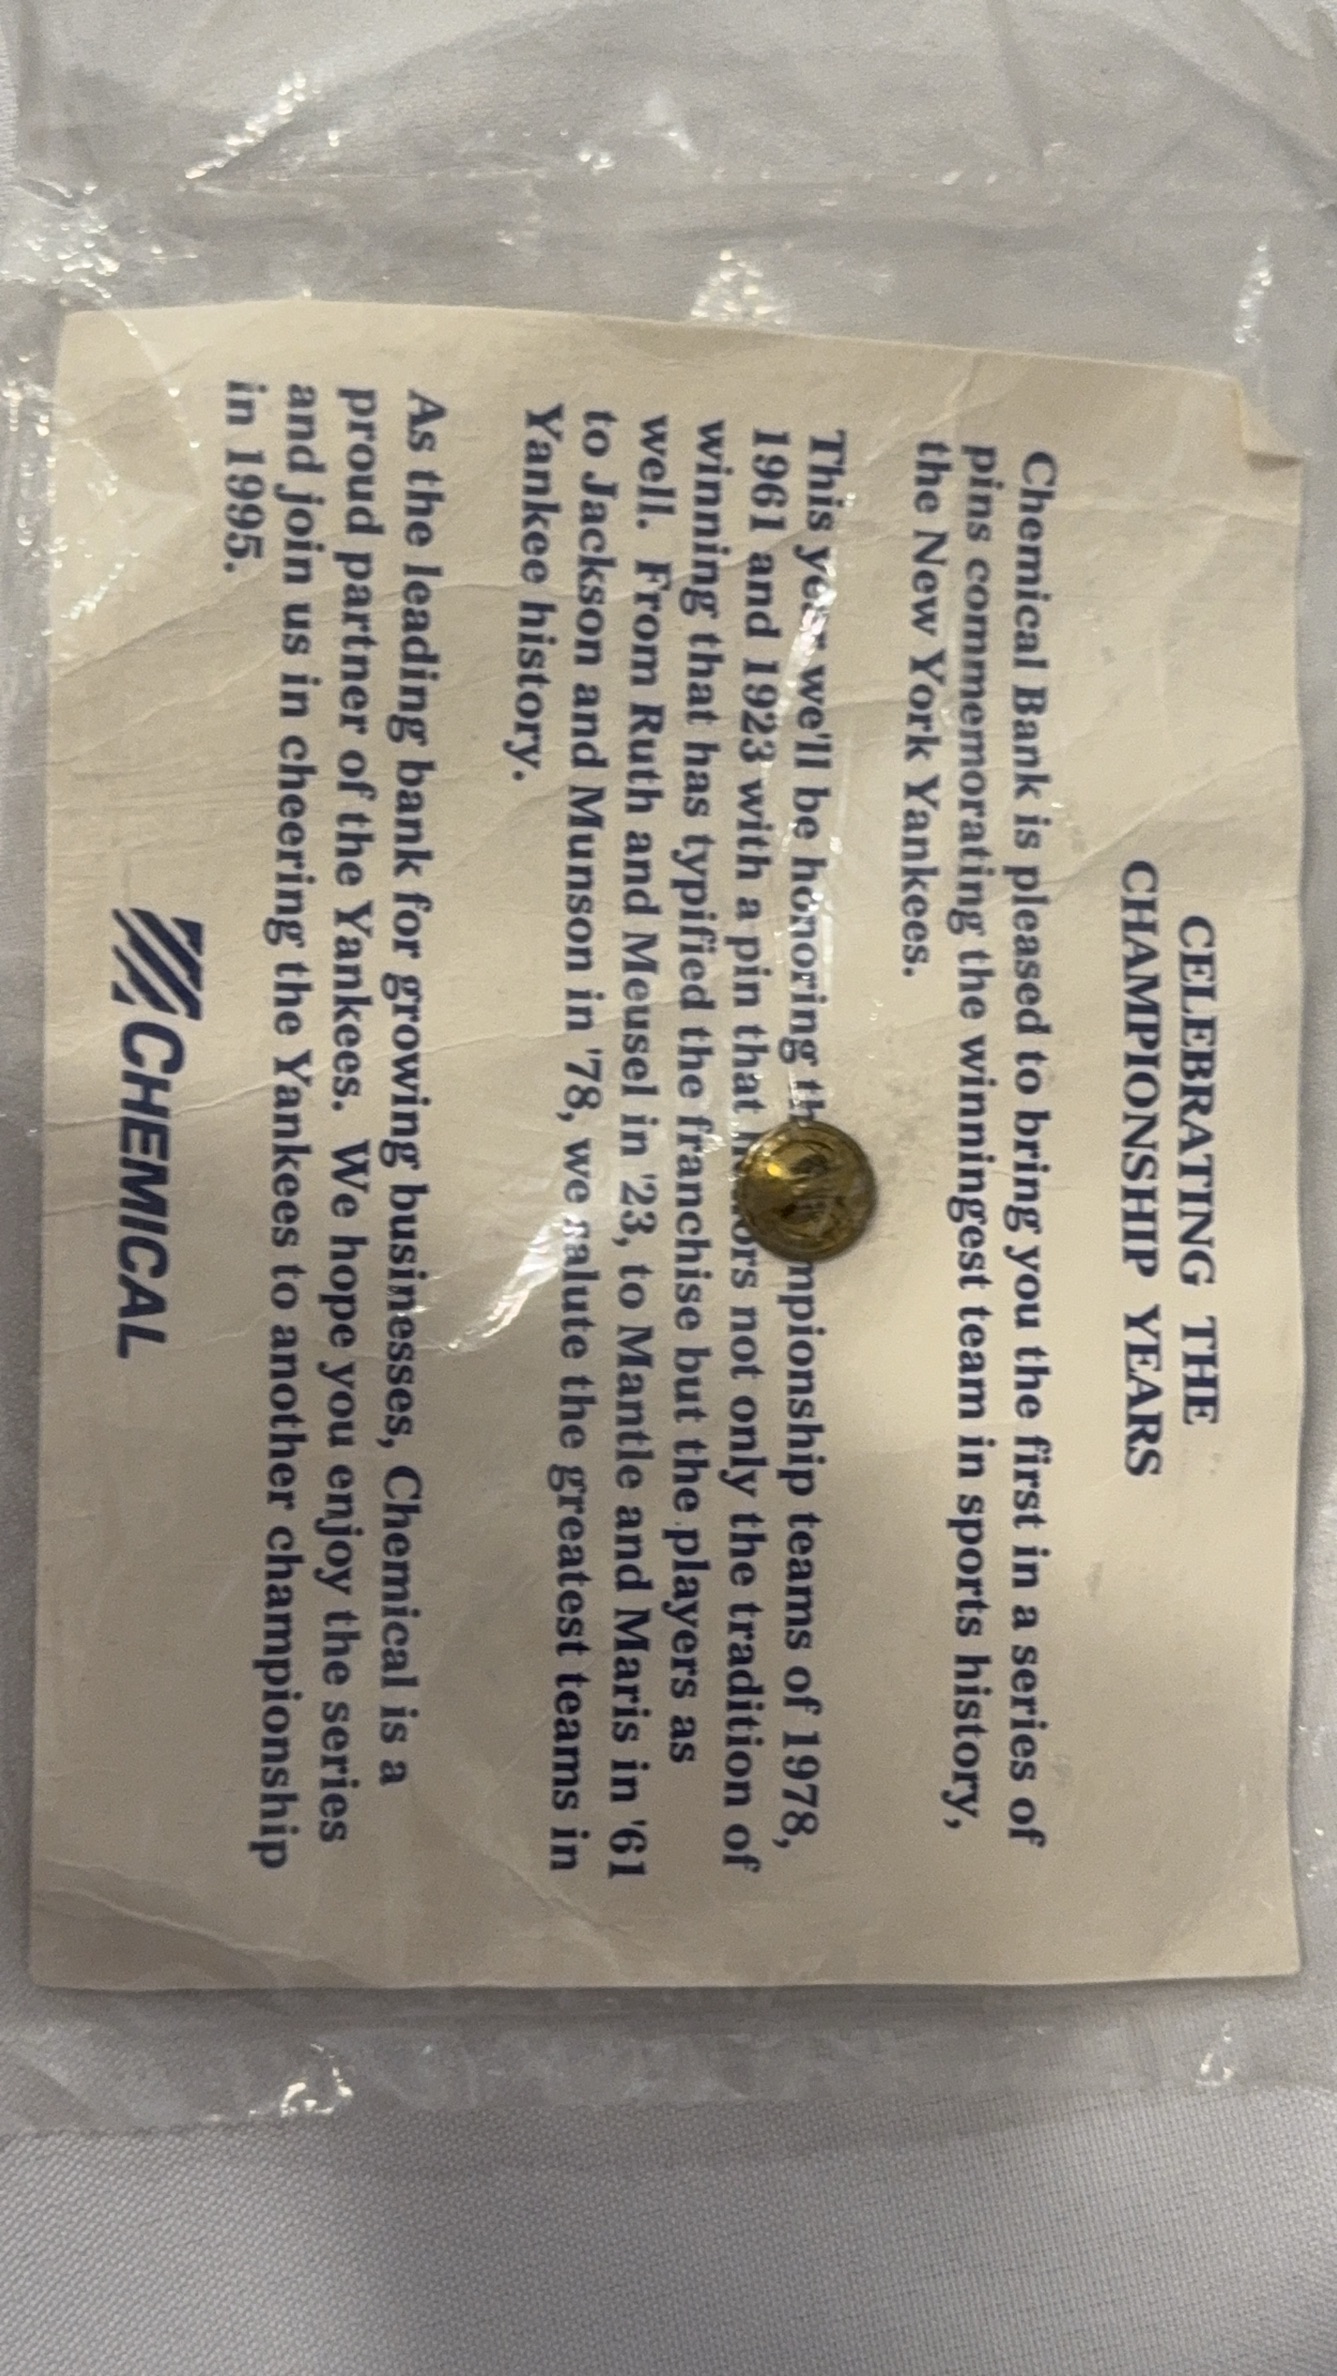 CELEBRATING THE
CHAMPIONSHIP YEARS
Chemical Bank is pleased to bring you the first in a series of
pins commemorating the winningest team in sports history,
the New York Yankees.
This year we'll be honoring th mpionship teams of 1978,
1961 and 1923 with a pin that ors not only the tradition of
winning that has typified the franchise but the players as
well. From Ruth and Meusel in '23, to Mantle and Maris in '61
to Jackson and Munson in '78, we salute the greatest teams in
Yankee history.
As the leading bank for growing businesses, Chemical is a
proud partner of the Yankees. We hope you enjoy the series
and join us in cheering the Yankees to another championship
in 1995.
CHEMICAL